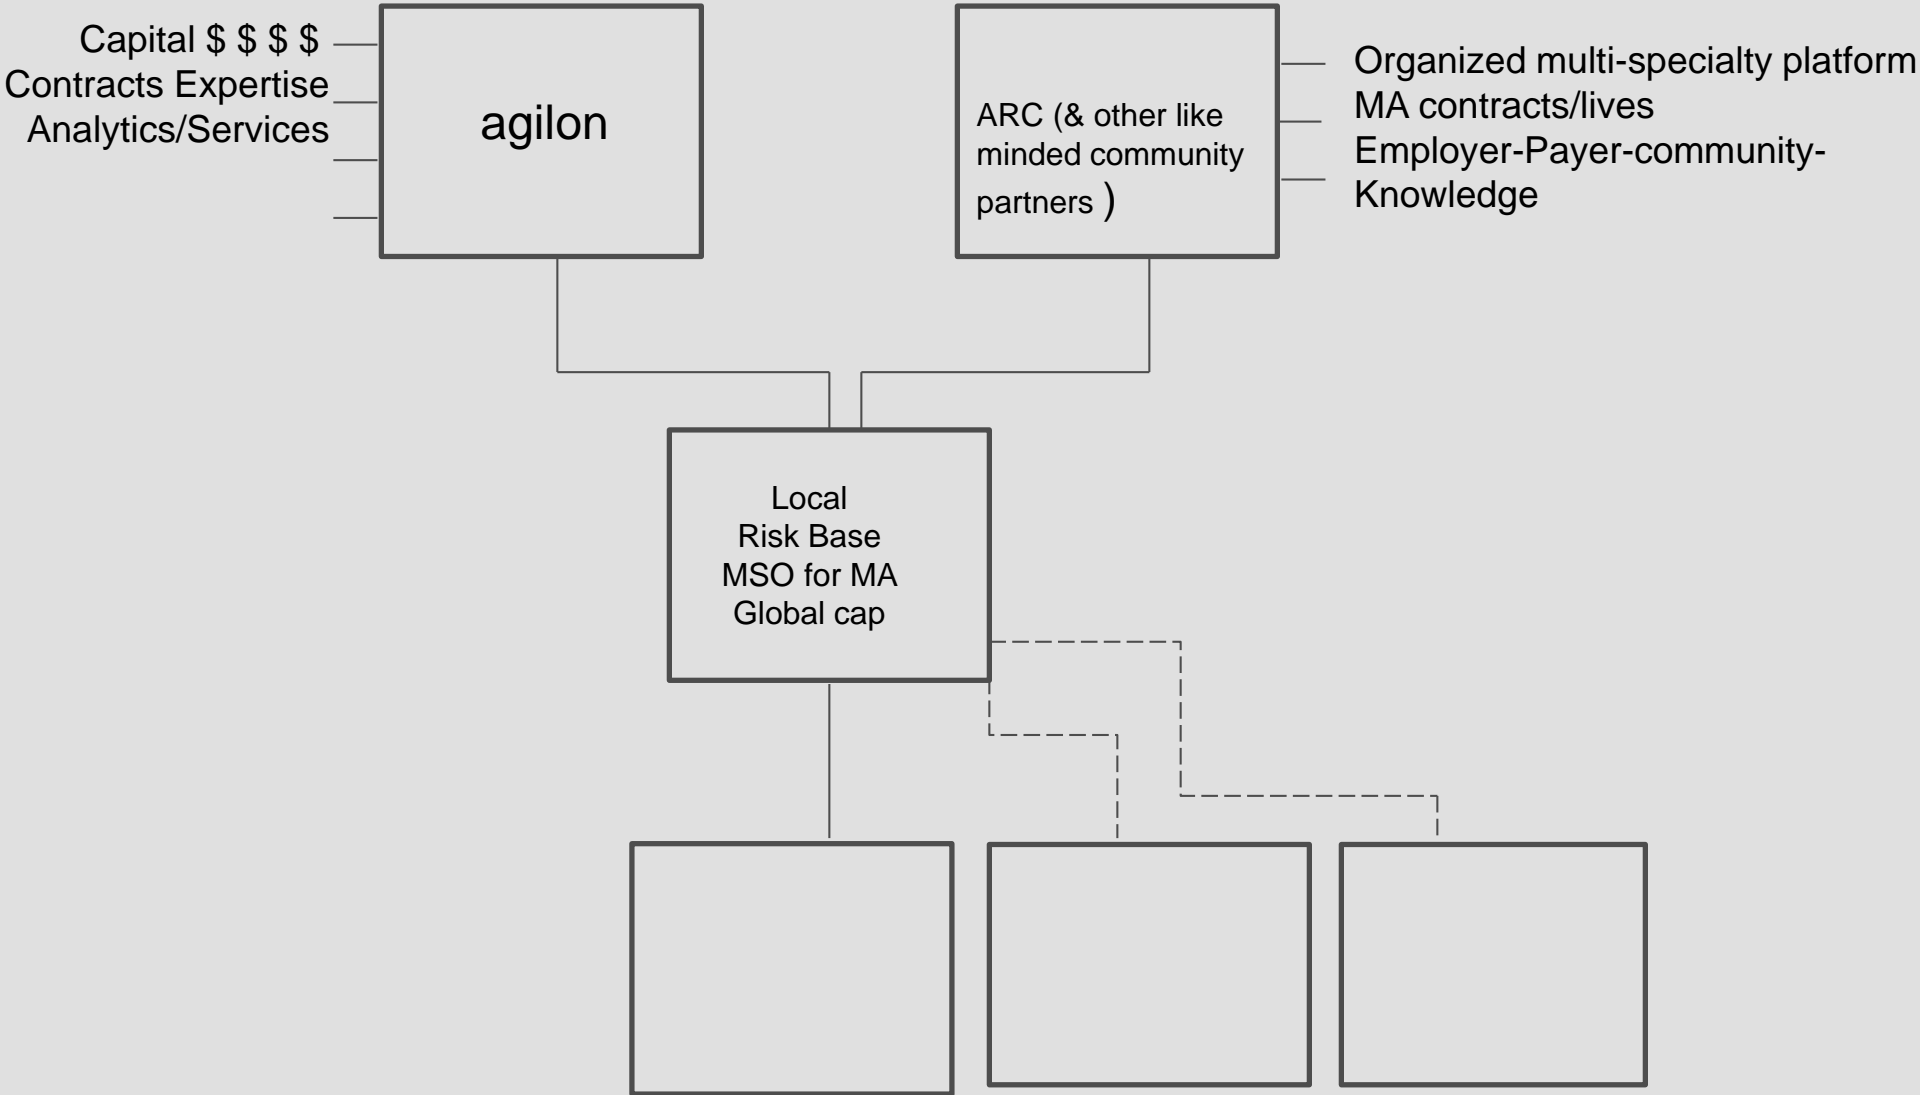 Capital $ $ $ $
Contracts Expertise
Analytics/Services
agilon
ARC (& other like
minded community
partners )
Organized multi-specialty platform
MA contracts/lives
Employer-Payer-community-
Knowledge
Local
Risk Base
MSO for MA
Global cap